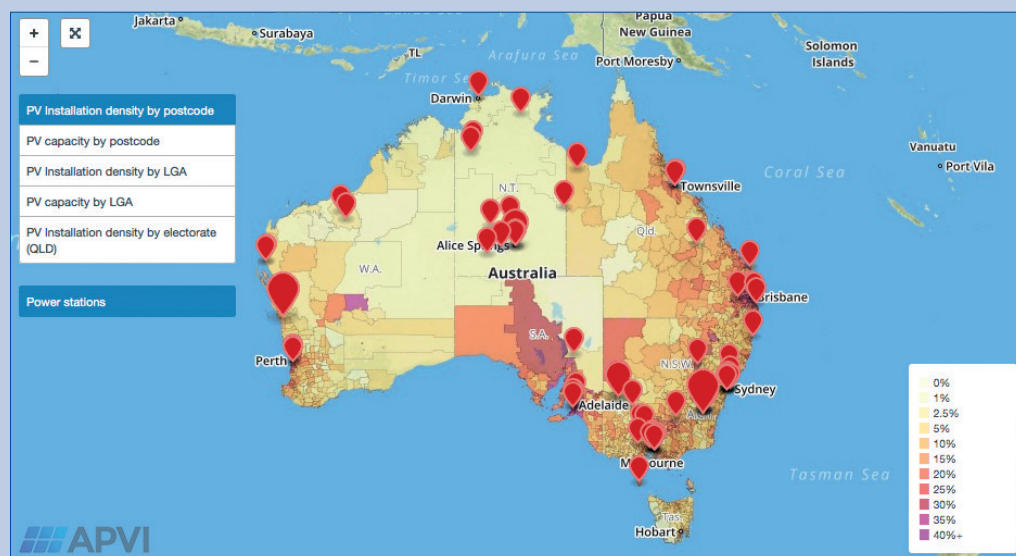 +
−
PV Installation density by postcode
PV capacity by postcode
PV Installation density by LGA
PV capacity by LGA
PV Installation density by electorate
(QLD)
Power stations
Jakarta
Surabaya
TL
Arafura Sea
Timor Se
Papua
New Guinea
Port Moresby
Solomon
Islands
Darwin
Vanuatu
Port Vila
Coral Sea
Townsville
N.T.
Qld.
Alice Springs
W.A.
Australia
Brisbane
S.A.
N.S.W.
Perth
Adelaide
Sydney
Melbourne
Tasman Sea
Tas.
Hobart
0%
1%
2.5%
5%
10%
15%
20%
25%
30%
35%
40%+
APVI